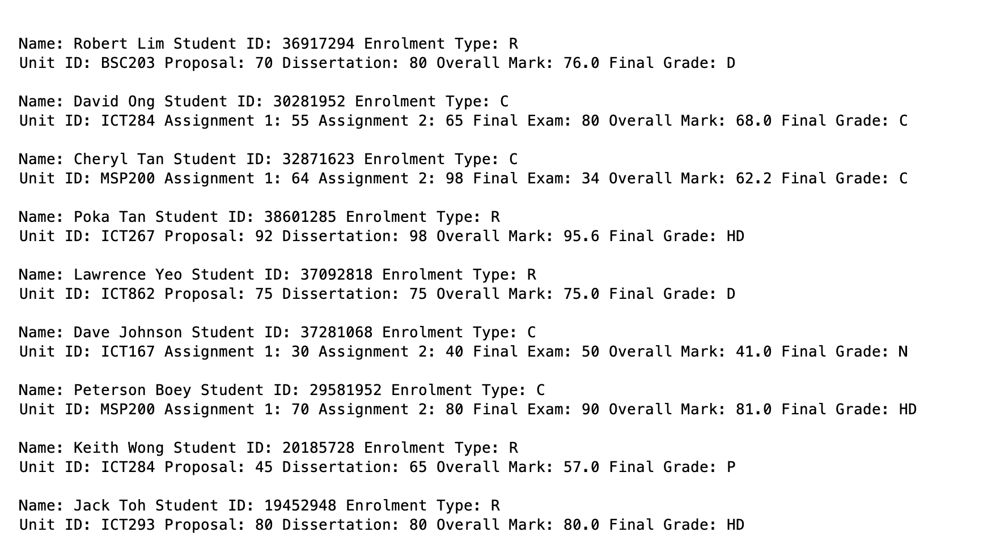 Name: Robert Lim Student ID: 36917294 Enrolment Type: R
Unit ID: BSC203 Proposal: 70 Dissertation: 80 Overall Mark: 76.0 Final Grade: D
Name: David Ong Student ID: 30281952 Enrolment Type: C
Unit ID: ICT284 Assignment 1: 55 Assignment 2: 65 Final Exam: 80 Overall Mark: 68.0 Final Grade: C
Name: Cheryl Tan Student ID: 32871623 Enrolment Type: C
Unit ID: MSP200 Assignment 1: 64 Assignment 2: 98 Final Exam: 34 Overall Mark: 62.2 Final Grade: C
Name: Poka Tan Student ID: 38601285 Enrolment Type: R
Unit ID: ICT267 Proposal: 92 Dissertation: 98 Overall Mark: 95.6 Final Grade: HD
Name: Lawrence Yeo Student ID: 37092818 Enrolment Type: R
Unit ID: ICT862 Proposal: 75 Dissertation: 75 Overall Mark: 75.0 Final Grade: D
Name: Dave Johnson Student ID: 37281068 Enrolment Type: C
Unit ID: ICT167 Assignment 1: 30 Assignment 2: 40 Final Exam: 50 Overall Mark: 41.0 Final Grade: N
Name: Peterson Boey Student ID: 29581952 Enrolment Type: C
Unit ID: MSP200 Assignment 1: 70 Assignment 2: 80 Final Exam: 90 Overall Mark: 81.0 Final Grade: HD
Name: Keith Wong Student ID: 20185728 Enrolment Type: R
Unit ID: ICT284 Proposal: 45 Dissertation: 65 Overall Mark: 57.0 Final Grade: P
Name: Jack Toh Student ID: 19452948 Enrolment Type: R
Unit ID: ICT293 Proposal: 80 Dissertation: 80 Overall Mark: 80.0 Final Grade: HD